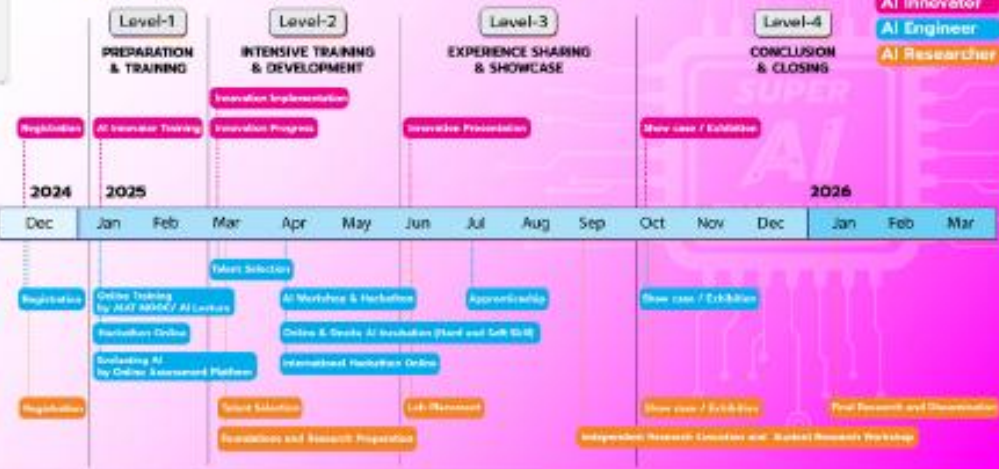 AI Innovator
AI Engineer
AI Researcher
Level-1
PREPARATION
& TRAINING
Level-2
INTENSIVE TRAINING
& DEVELOPMENT
Level-3
EXPERIENCE SHARING
& SHOWCASE
Level-4
CONCLUSION
& CLOSING
SUPER
AI
Innovation Implementation
Registration
AI Innovator Training
Innovation Progress
Innovation Presentation
Show case / Exhibition
2024
2025
2026
Dec
Jan
Feb
Mar
Apr
May
Jun
Jul
Aug
Sep
Oct
Nov
Dec
Jan
Feb
Mar
Talent Selection
Registration
Online Training
by AIAT MOOC/ AI Lecture
AI Workshop & Hackathon
Apprenticeship
Show case / Exhibition
Hackathon Online
Online & Onsite AI Incubation (Hard and Soft Skill)
Evaluating AI
by Online Assessment Platform
International Hackathon Online
Registration
Talent Selection
Lab Placement
Show case / Exhibition
Final Research and Dissemination
Foundations and Research Preparation
Independent Research Execution and Student Research Workshop